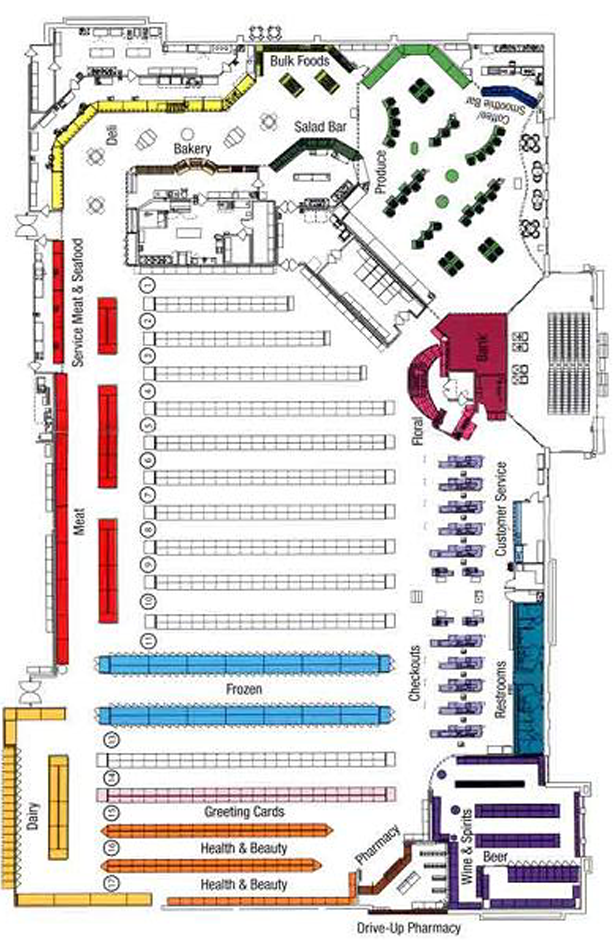 Bulk Foods
Coffee/
Smoothie Bar
Deli
Salad Bar
Bakery
Produce
Service Meat & Seafood
1
2
3
Bank
4
Floral
5
6
7
Customer Service
Meat
8
9
10
11
Checkouts
Restrooms
Frozen
13
14
15
Greeting Cards
Dairy
16
Health & Beauty
Pharmacy
Wine & Spirits
Beer
17
Health & Beauty
Drive-Up Pharmacy